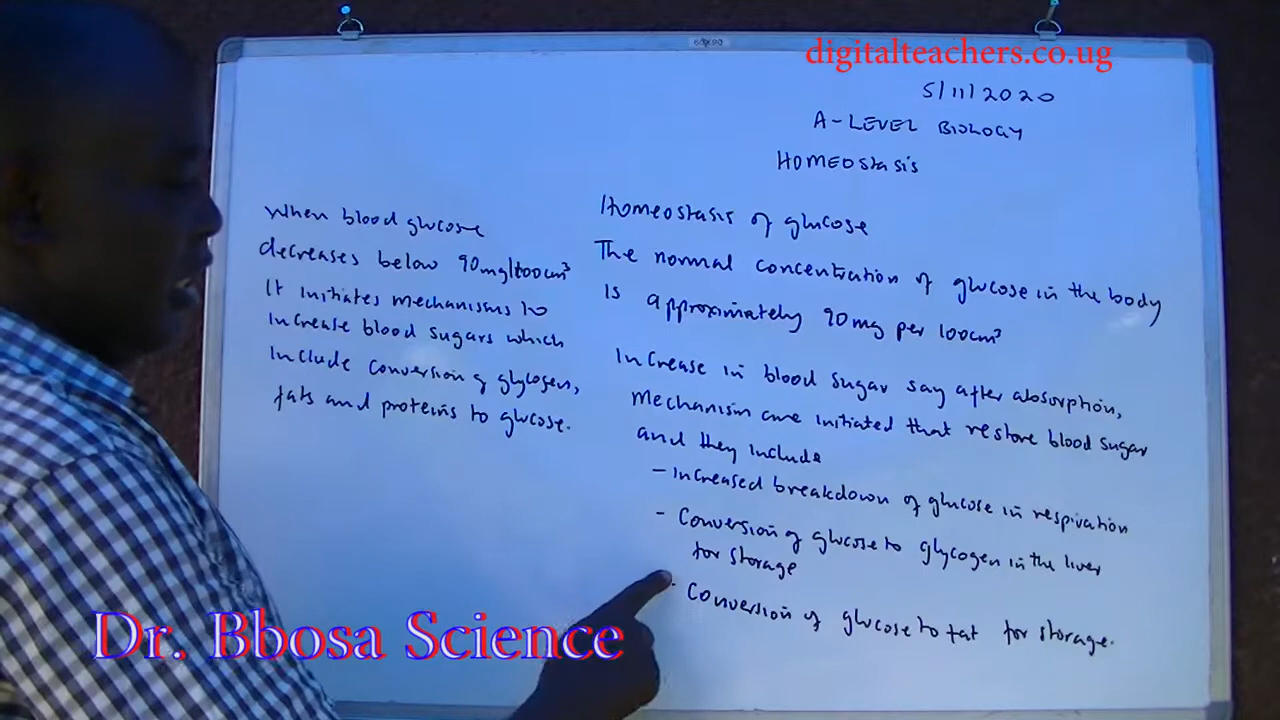 60x90
digitalteachers.co.ug
5/11/2020
A-LEVEL BIOLOGY
HOMEOSTASIS
When blood glucose
decreases below 90mg/100cm³
It initiates mechanisms to
Increase blood sugars which
Include conversion of glylogen,
fats and proteins to glucose.
Homeostasis of glucose
The normal concentration of glucose in the body
Is approximately 90mg per 100cm³
Increase in blood sugar say after absorption,
Mechanism are initiated that restore blood sugar
and they include
- Increased breakdown of glucose in respiration
- Conversion of glucose to glycogen in the liver
for storage
- Conversion of glucose to fat for storage.
Dr. Bbosa Science